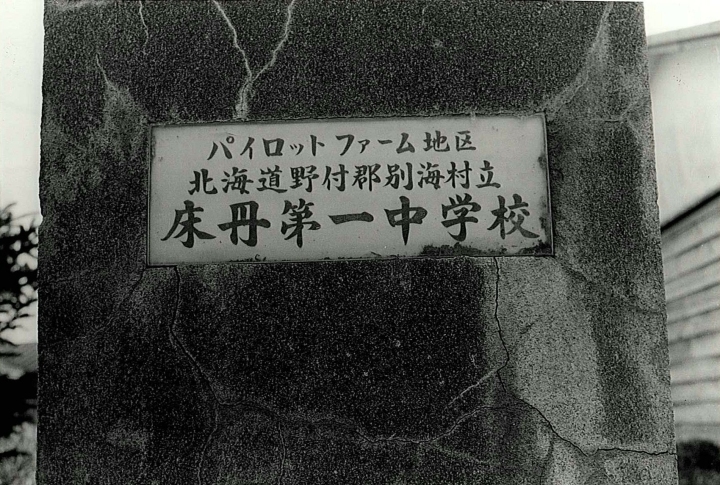 パイロットファーム地区
北海道野付郡別海村立
床丹第一中学校